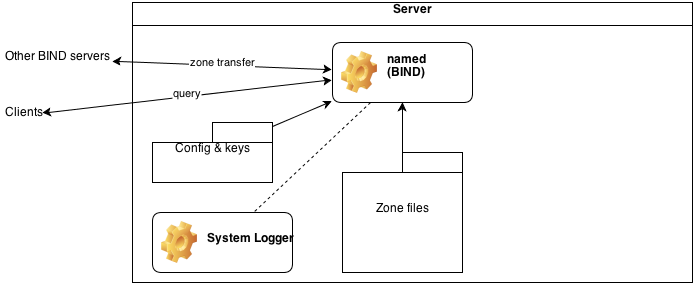 Server
Other BIND servers
zone transfer
named
(BIND)
query
Clients
Config & keys
System Logger
Zone files